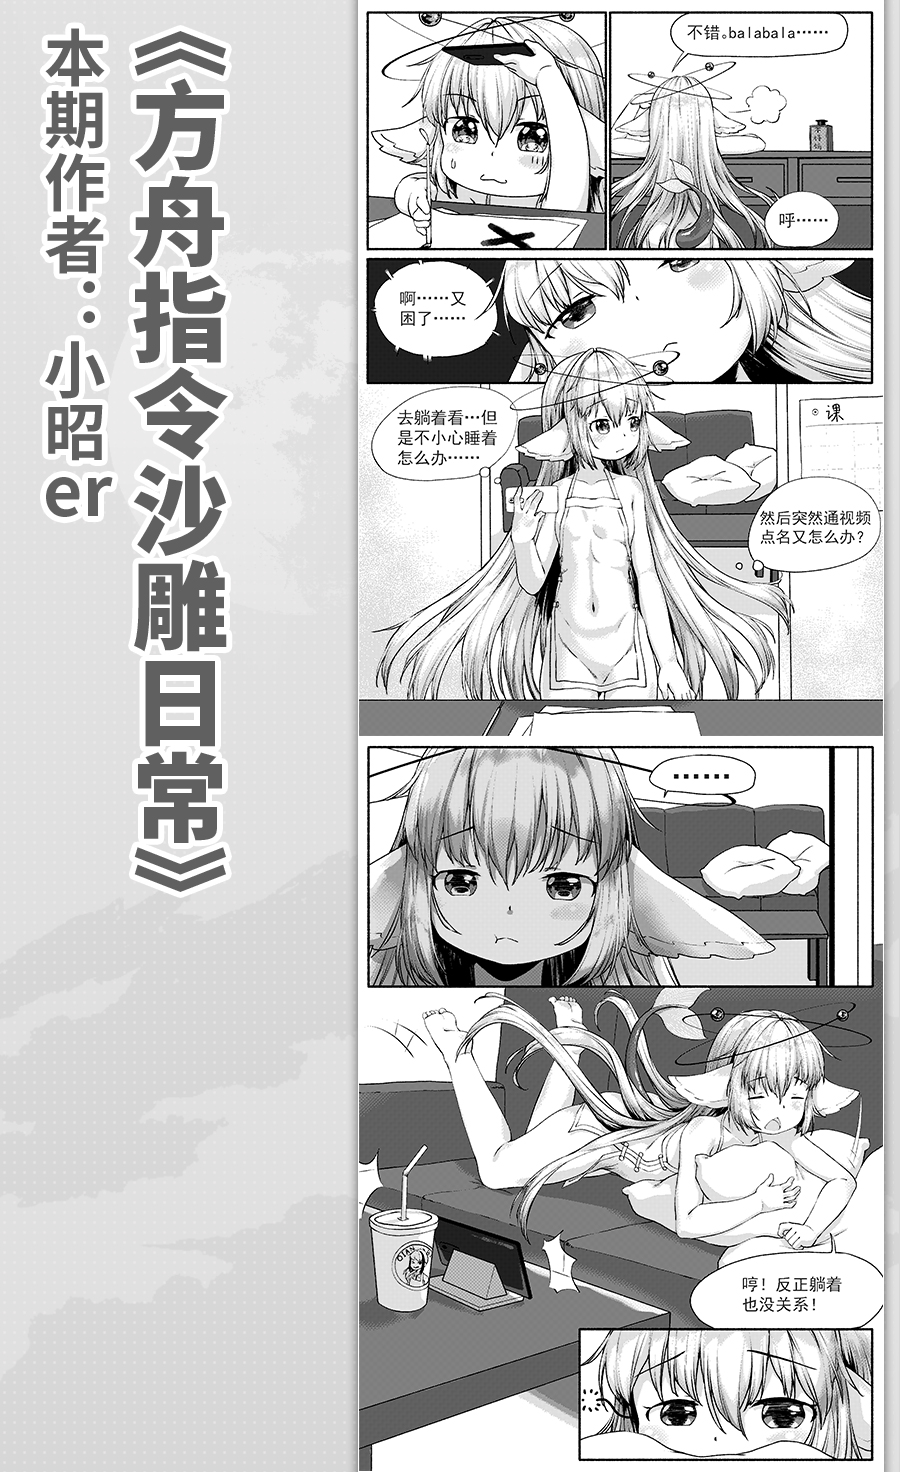 《方舟指令沙雕日常》
本期作者：小昭er
不错。balabala……
呼……
啊……又
困了……
去躺着看…但
是不小心睡着
怎么办……
课
然后突然通视频
点名又怎么办？
……
哼！反正躺着
也没关系！